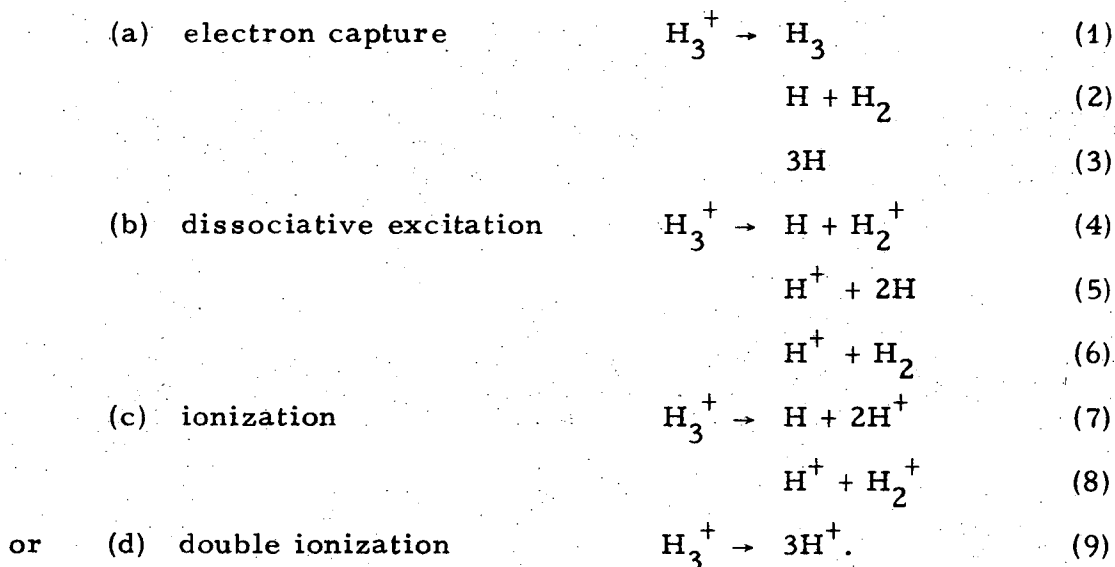 (a) electron capture H₃⁺ → H₃ (1)
H + H₂ (2)
3H (3)
(b) dissociative excitation H₃⁺ → H + H₂⁺ (4)
H⁺ + 2H (5)
H⁺ + H₂ (6)
(c) ionization H₃⁺ → H + 2H⁺ (7)
H⁺ + H₂⁺ (8)
or (d) double ionization H₃⁺ → 3H⁺. (9)